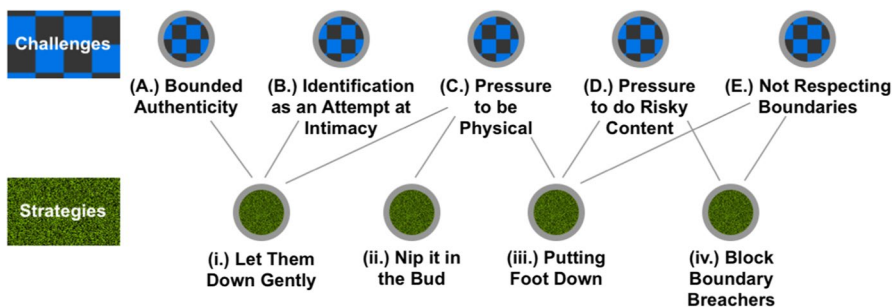 Challenges
(A.) Bounded
Authenticity
(B.) Identification
as an Attempt at
Intimacy
(C.) Pressure
to be
Physical
(D.) Pressure
to do Risky
Content
(E.) Not Respecting
Boundaries
Strategies
(i.) Let Them
Down Gently
(ii.) Nip it in
the Bud
(iii.) Putting
Foot Down
(iv.) Block
Boundary
Breachers